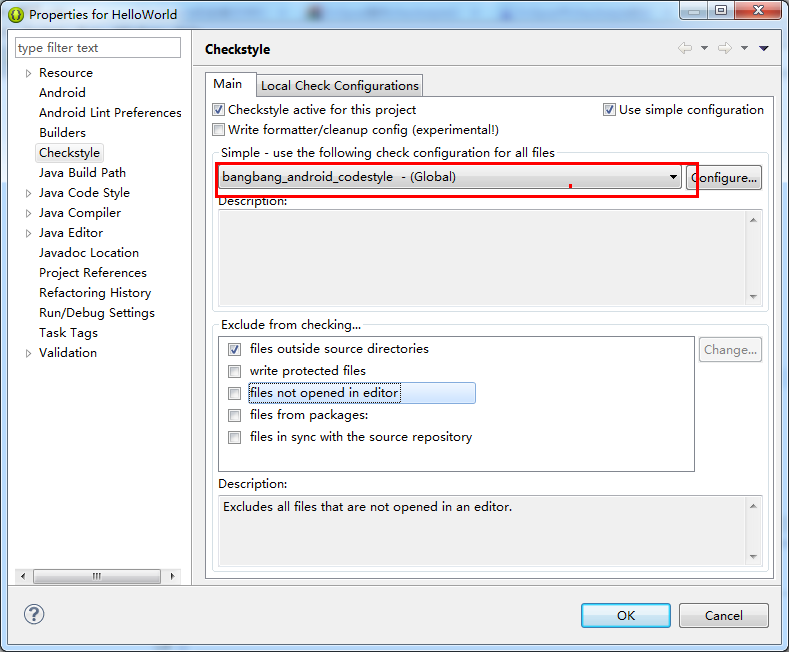 Properties for HelloWorld
type filter text
Resource
Android
Android Lint Preferences
Builders
Checkstyle
Java Build Path
Java Code Style
Java Compiler
Java Editor
Javadoc Location
Project References
Refactoring History
Run/Debug Settings
Task Tags
Validation
Checkstyle
Main
Local Check Configurations
Checkstyle active for this project
Use simple configuration
Write formatter/cleanup config (experimental!)
Simple - use the following check configuration for all files
bangbang_android_codestyle - (Global)
Configure...
Description:
Exclude from checking...
files outside source directories
Change...
write protected files
files not opened in editor
files from packages:
files in sync with the source repository
Description:
Excludes all files that are not opened in an editor.
OK
Cancel